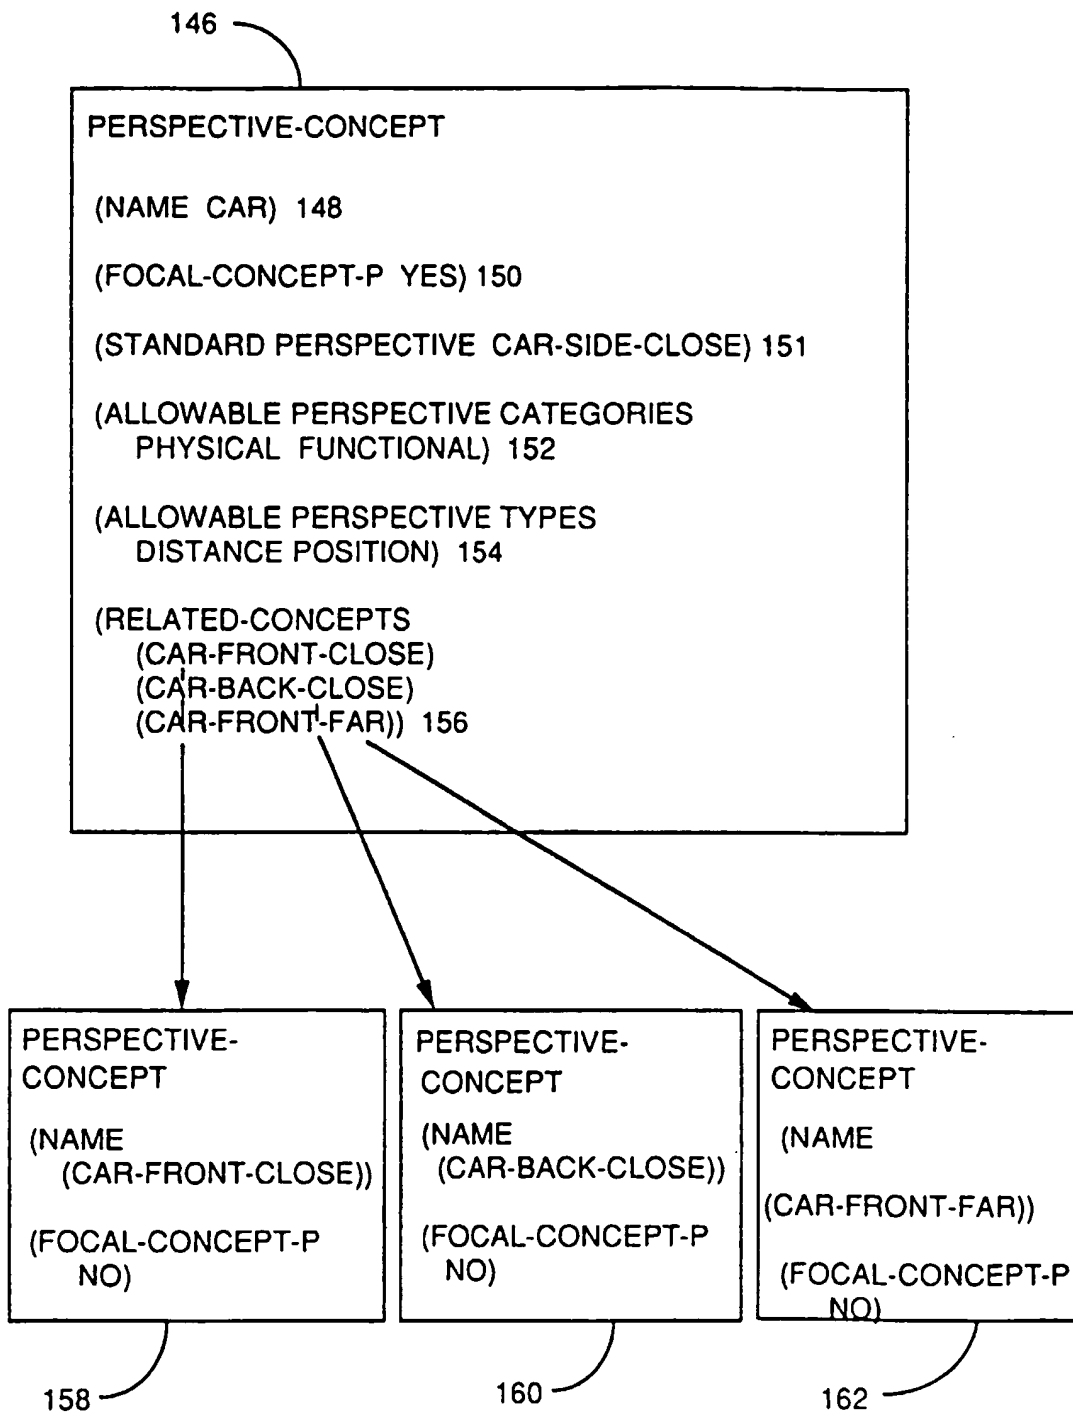 146
PERSPECTIVE-CONCEPT
(NAME CAR) 148
(FOCAL-CONCEPT-P YES) 150
(STANDARD PERSPECTIVE CAR-SIDE-CLOSE) 151
(ALLOWABLE PERSPECTIVE CATEGORIES
PHYSICAL FUNCTIONAL) 152
(ALLOWABLE PERSPECTIVE TYPES
DISTANCE POSITION) 154
(RELATED-CONCEPTS
(CAR-FRONT-CLOSE)
(CAR-BACK-CLOSE)
(CAR-FRONT-FAR)) 156
PERSPECTIVE-
CONCEPT
(NAME
(CAR-FRONT-CLOSE))
(FOCAL-CONCEPT-P
NO)
158
PERSPECTIVE-
CONCEPT
(NAME
(CAR-BACK-CLOSE))
(FOCAL-CONCEPT-P
NO)
160
PERSPECTIVE-
CONCEPT
(NAME
(CAR-FRONT-FAR))
(FOCAL-CONCEPT-P
NO)
162